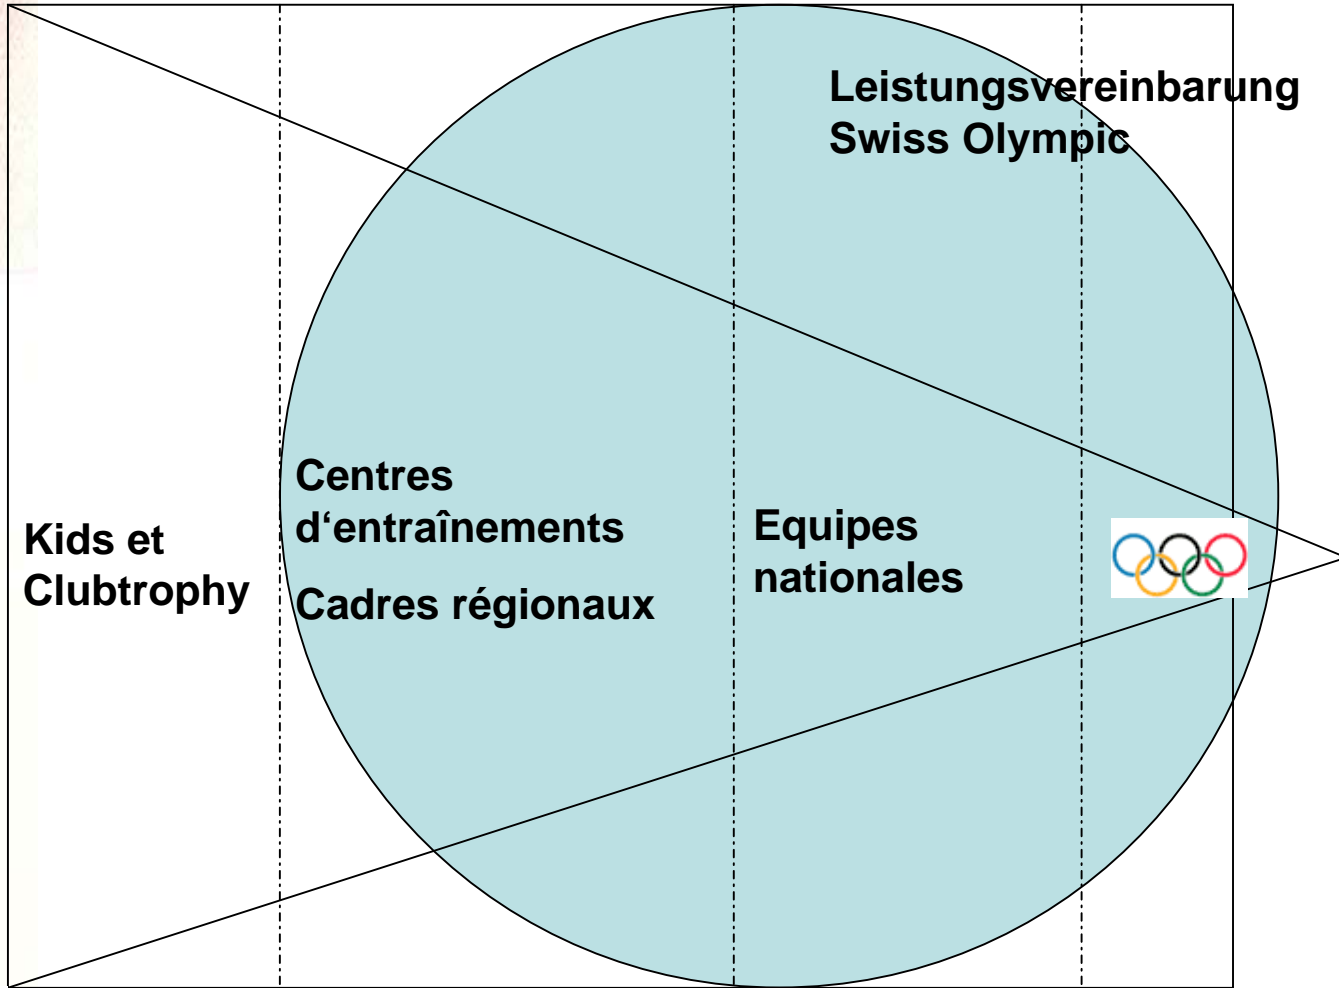 Leistungsvereinbarung
Swiss Olympic
Kids et
Clubtrophy
Centres
d‘entraînements
Cadres régionaux
Equipes
nationales